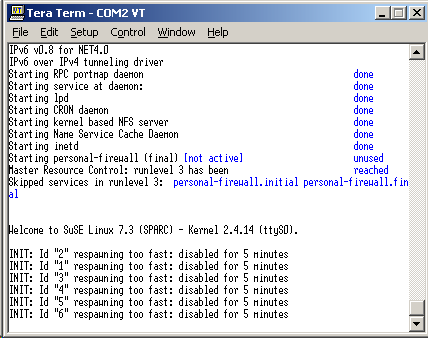 Tera Term - COM2 VT
File Edit Setup Control Window Help
IPv6 v0.8 for NET4.0
IPv6 over IPv4 tunneling driver
Starting RPC portmap daemon done
Starting service at daemon: done
Starting lpd done
Starting CRON daemon done
Starting kernel based NFS server done
Starting Name Service Cache Daemon done
Starting inetd done
Starting personal-firewall (final) [not active] unused
Master Resource Control: runlevel 3 has been reached
Skipped services in runlevel 3: personal-firewall.initial personal-firewall.fin
al
Welcome to SuSE Linux 7.3 (SPARC) - Kernel 2.4.14 (ttyS0).
INIT: Id "2" respawning too fast: disabled for 5 minutes
INIT: Id "1" respawning too fast: disabled for 5 minutes
INIT: Id "3" respawning too fast: disabled for 5 minutes
INIT: Id "4" respawning too fast: disabled for 5 minutes
INIT: Id "5" respawning too fast: disabled for 5 minutes
INIT: Id "6" respawning too fast: disabled for 5 minutes